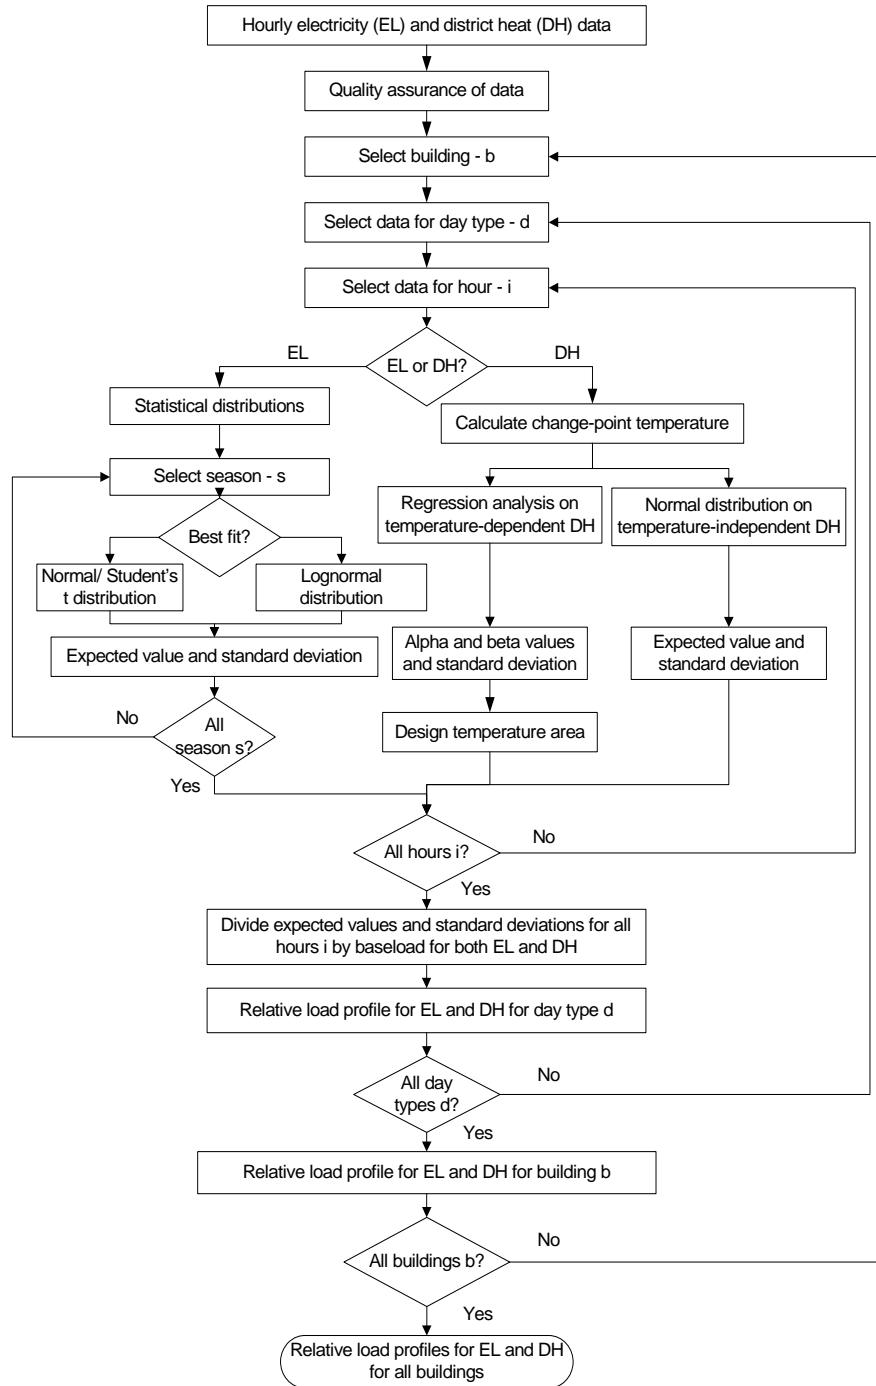 Hourly electricity (EL) and district heat (DH) data
Quality assurance of data
Select building - b
Select data for day type - d
Select data for hour - i
EL
EL or DH?
DH
Statistical distributions
Calculate change-point temperature
Select season - s
Regression analysis on
temperature-dependent DH
Normal distribution on
temperature-independent DH
Best fit?
Normal/ Student's
t distribution
Lognormal
distribution
Expected value and standard deviation
Alpha and beta values
and standard deviation
Expected value and
standard deviation
No
All
season s?
Yes
Design temperature area
All hours i?
No
Yes
Divide expected values and standard deviations for all
hours i by baseload for both EL and DH
Relative load profile for EL and DH for day type d
All day
types d?
No
Yes
Relative load profile for EL and DH for building b
All buildings b?
No
Yes
Relative load profiles for EL and DH
for all buildings